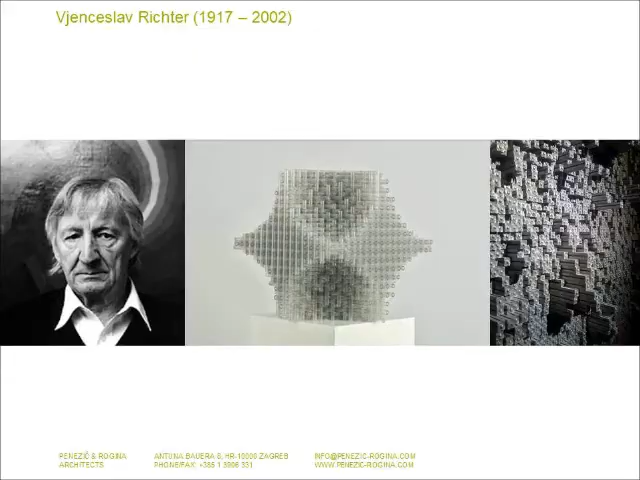 Vjenceslav Richter (1917 – 2002)
PENEZIĆ & ROGINA
ARCHITECTS
ANTUNA BAUERA 8, HR-10000 ZAGREB
PHONE/FAX: +385 1 3906 331
INFO@PENEZIC-ROGINA.COM
WWW.PENEZIC-ROGINA.COM